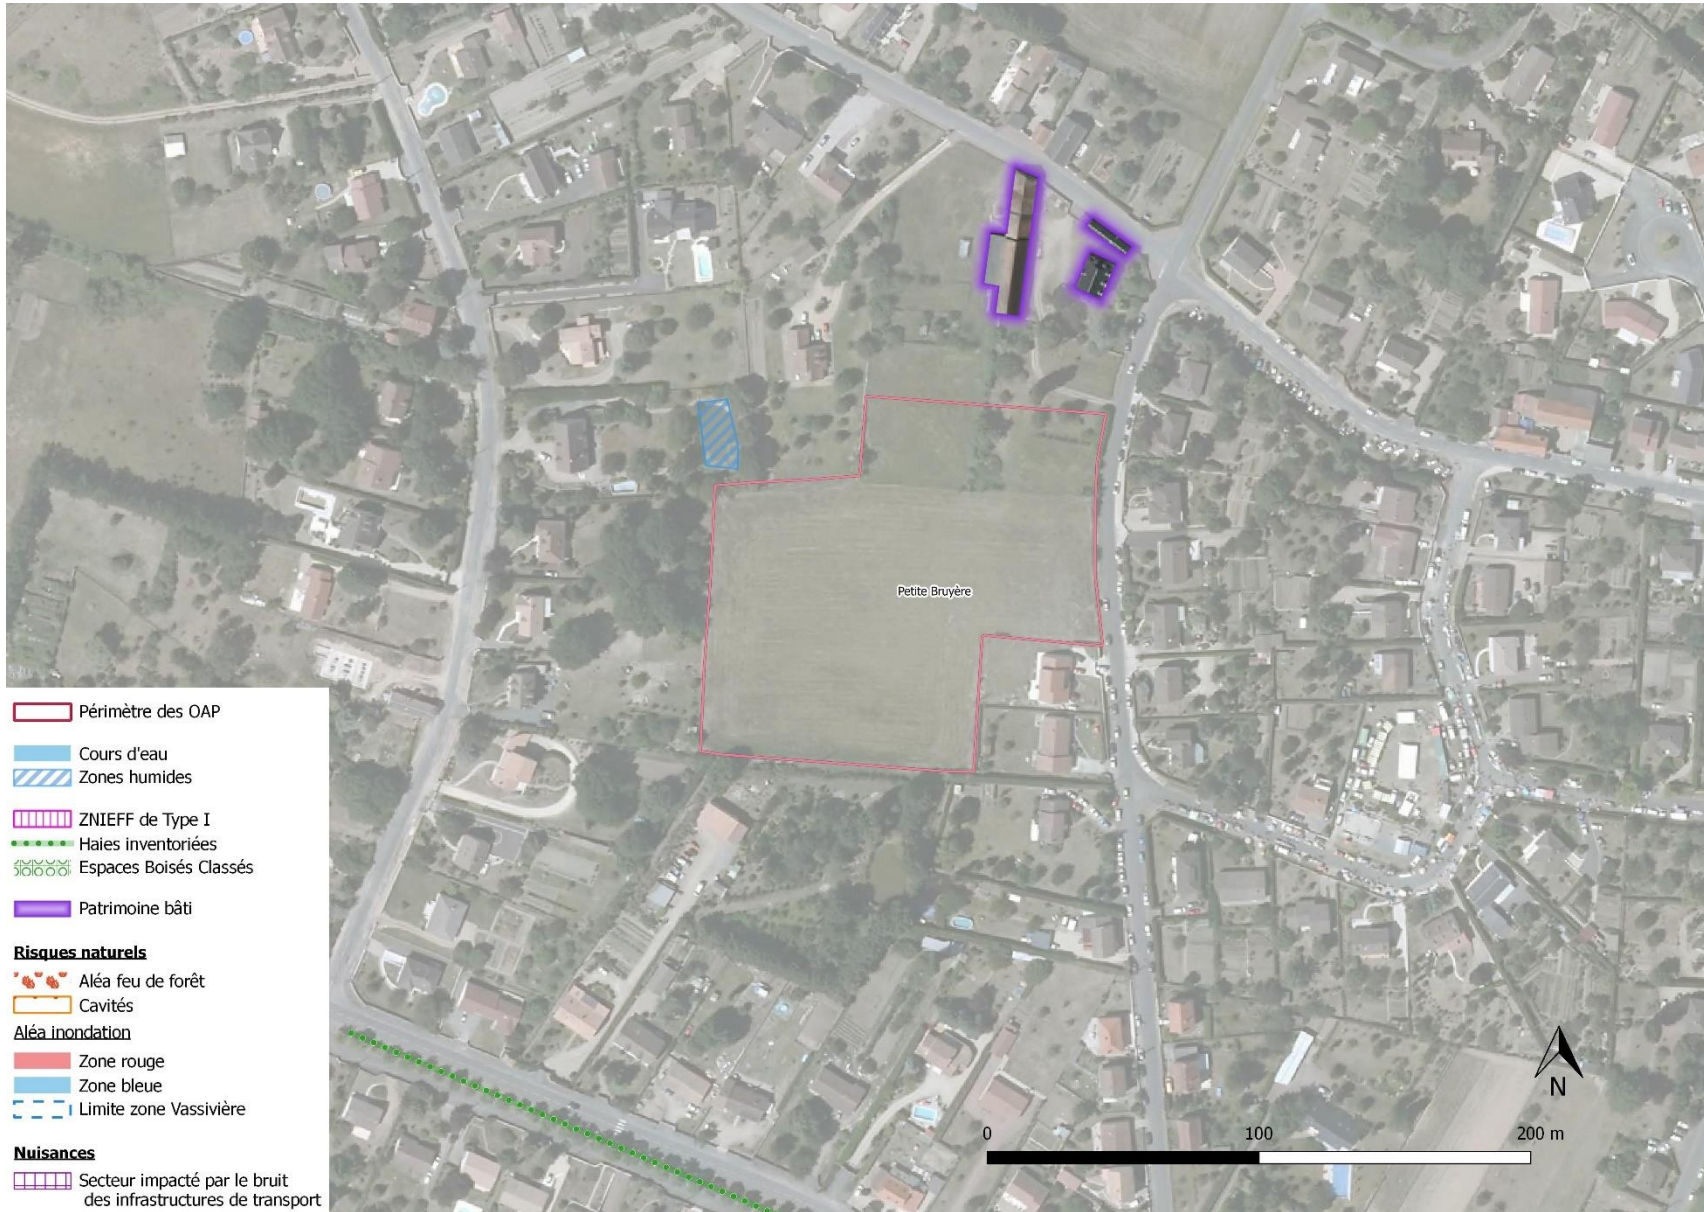 Petite Bruyère
Périmètre des OAP
Cours d'eau
Zones humides
ZNIEFF de Type I
Haies inventoriées
Espaces Boisés Classés
Patrimoine bâti
Risques naturels
Aléa feu de forêt
Cavités
Aléa inondation
Zone rouge
Zone bleue
Limite zone Vassivière
Nuisances
Secteur impacté par le bruit
des infrastructures de transport
N
0 100 200 m